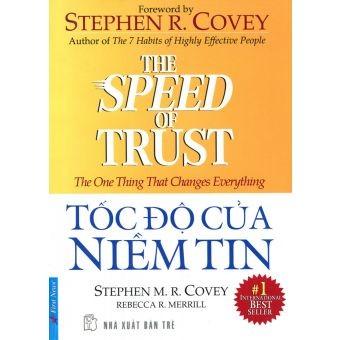 Foreword by
STEPHEN R. COVEY
Author of The 7 Habits of Highly Effective People
THE
SPEED
OF
TRUST
The One Thing That Changes Everything
TỐC ĐỘ CỦA
NIỀM TIN
STEPHEN M. R. COVEY
REBECCA R. MERRILL
#1
INTERNATIONAL
BEST
SELLER
First News
NHÀ XUẤT BẢN TRẺ